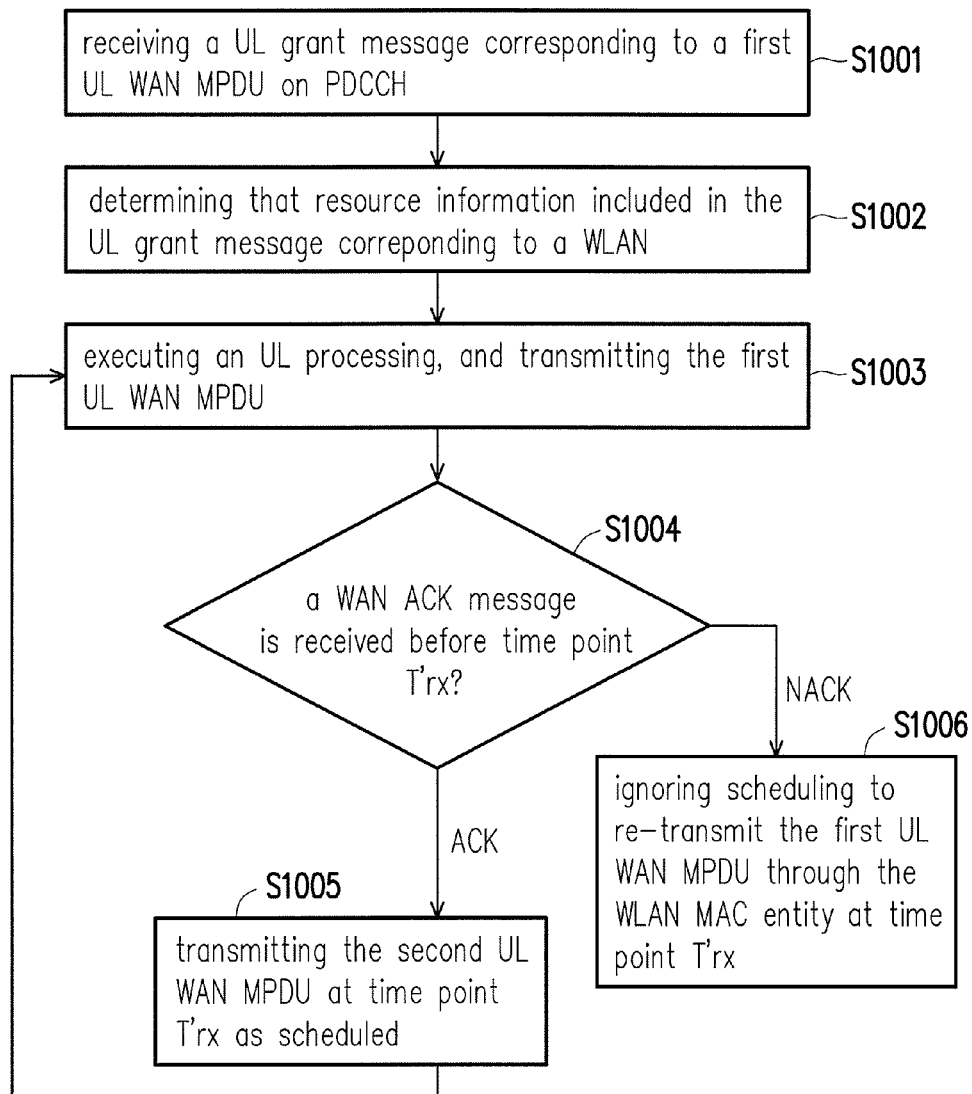 receiving a UL grant message corresponding to a first
UL WAN MPDU on PDCCH
S1001
determining that resource information included in the
UL grant message correponding to a WLAN
S1002
executing an UL processing, and transmitting the first
UL WAN MPDU
S1003
S1004
a WAN ACK message
is received before time point
T'rx?
NACK
S1006
ignoring scheduling to
re-transmit the first UL
WAN MPDU through the
WLAN MAC entity at time
point T'rx
ACK
S1005
transmitting the second UL
WAN MPDU at time point
T'rx as scheduled